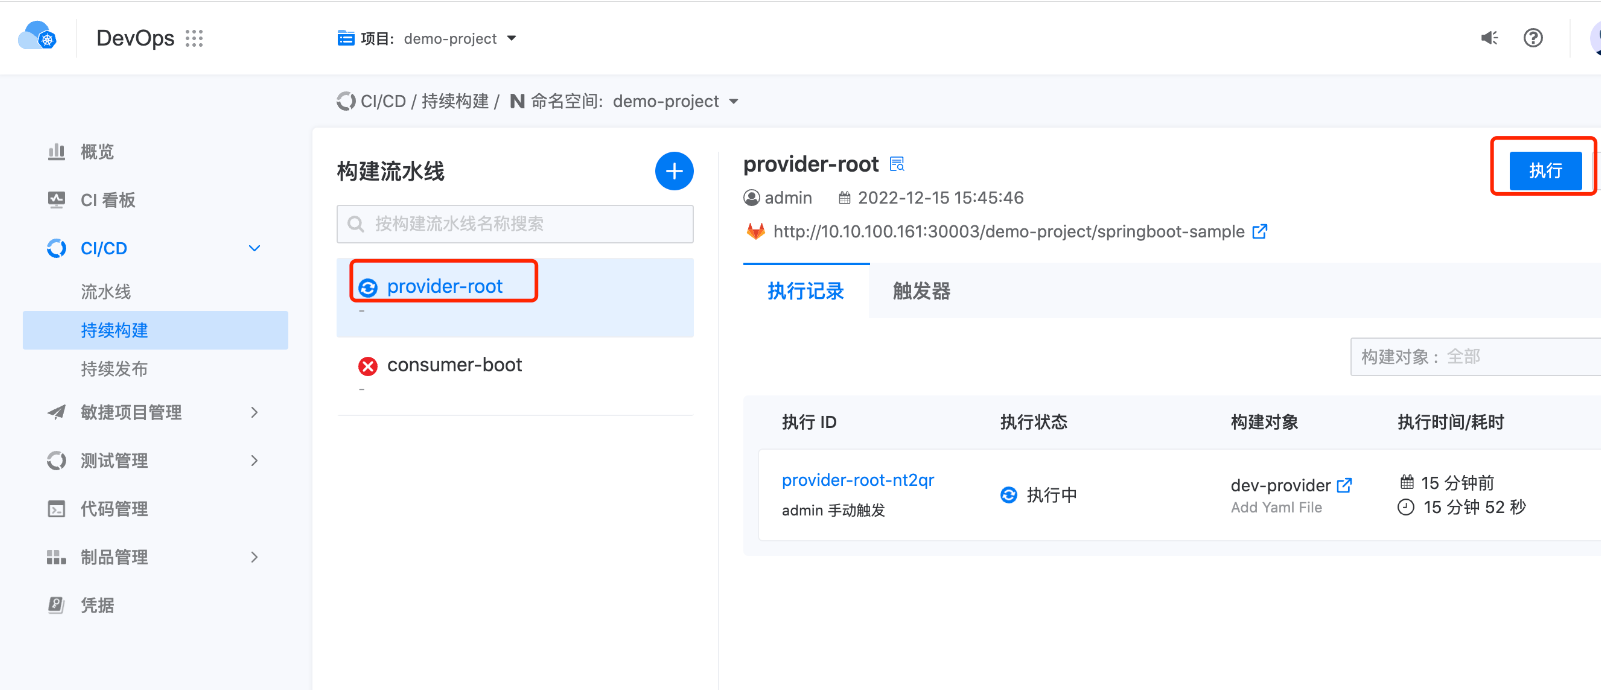 DevOps
项目: demo-project
CI/CD / 持续构建 / N 命名空间: demo-project
概览
CI 看板
CI/CD
流水线
持续构建
持续发布
敏捷项目管理
测试管理
代码管理
制品管理
凭据
构建流水线
按构建流水线名称搜索
provider-root
-
consumer-boot
-
provider-root
执行
admin 2022-12-15 15:45:46
http://10.10.100.161:30003/demo-project/springboot-sample
执行记录 触发器
构建对象 : 全部
执行 ID 执行状态 构建对象 执行时间/耗时
provider-root-nt2qr
admin 手动触发
执行中
dev-provider
Add Yaml File
15 分钟前
15 分钟 52 秒